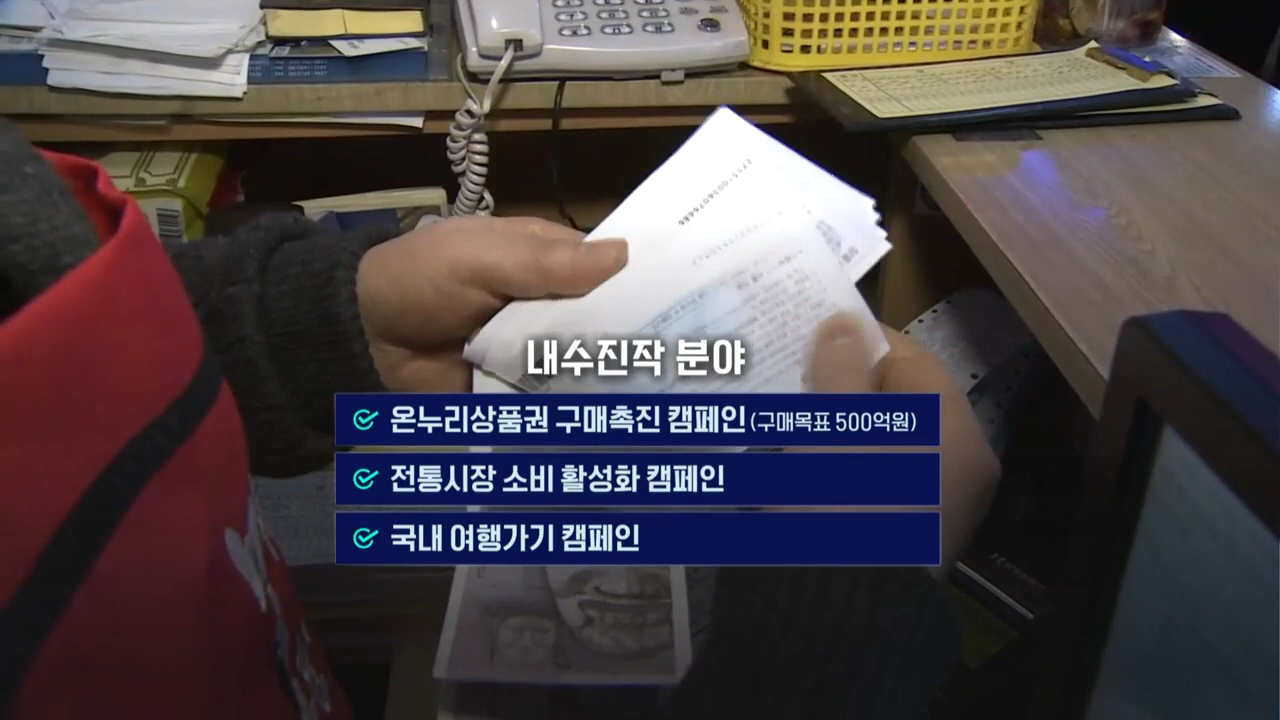 내수진작 분야
온누리상품권 구매촉진 캠페인 (구매목표 500억원)
전통시장 소비 활성화 캠페인
국내 여행가기 캠페인